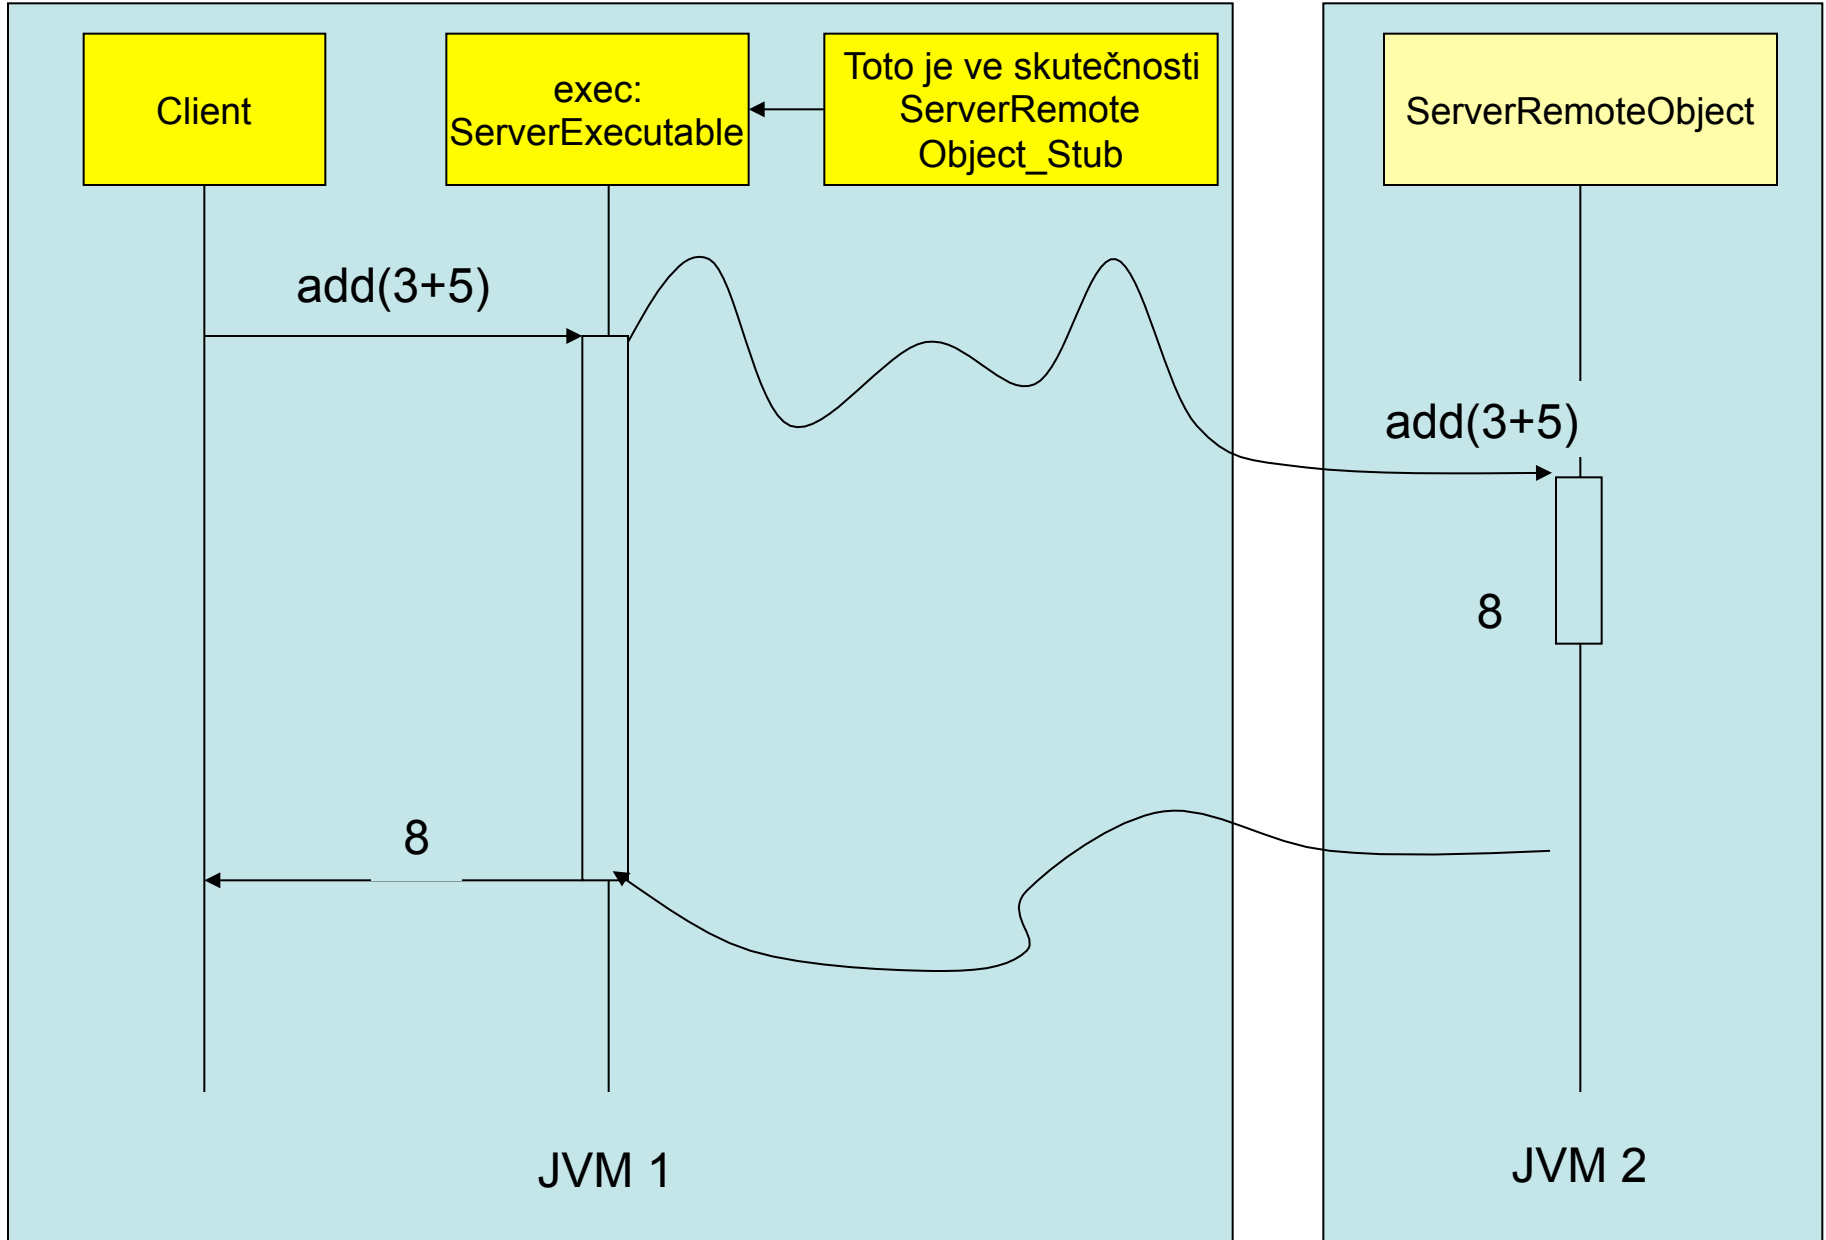 Client
exec:
ServerExecutable
Toto je ve skutečnosti
ServerRemote
Object_Stub
ServerRemoteObject
add(3+5)
add(3+5)
8
8
JVM 1
JVM 2